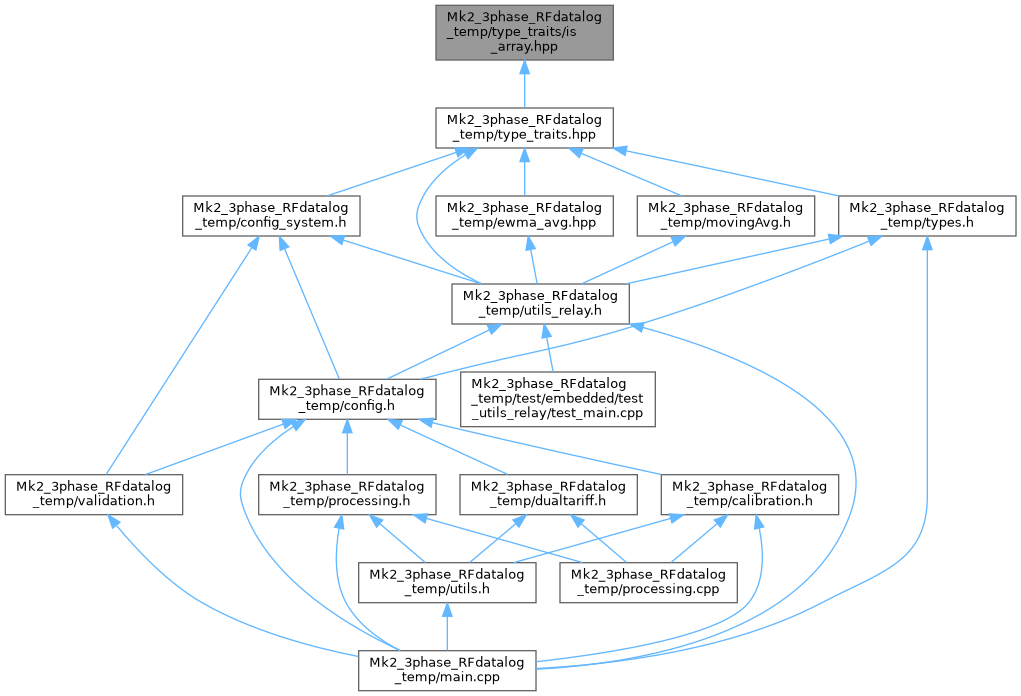 Mk2_3phase_RFdatalog
_temp/type_traits/is
_array.hpp
Mk2_3phase_RFdatalog
_temp/type_traits.hpp
Mk2_3phase_RFdatalog
_temp/config_system.h
Mk2_3phase_RFdatalog
_temp/ewma_avg.hpp
Mk2_3phase_RFdatalog
_temp/movingAvg.h
Mk2_3phase_RFdatalog
_temp/types.h
Mk2_3phase_RFdatalog
_temp/utils_relay.h
Mk2_3phase_RFdatalog
_temp/config.h
Mk2_3phase_RFdatalog
_temp/test/embedded/test
_utils_relay/test_main.cpp
Mk2_3phase_RFdatalog
_temp/validation.h
Mk2_3phase_RFdatalog
_temp/processing.h
Mk2_3phase_RFdatalog
_temp/dualtariff.h
Mk2_3phase_RFdatalog
_temp/calibration.h
Mk2_3phase_RFdatalog
_temp/utils.h
Mk2_3phase_RFdatalog
_temp/processing.cpp
Mk2_3phase_RFdatalog
_temp/main.cpp